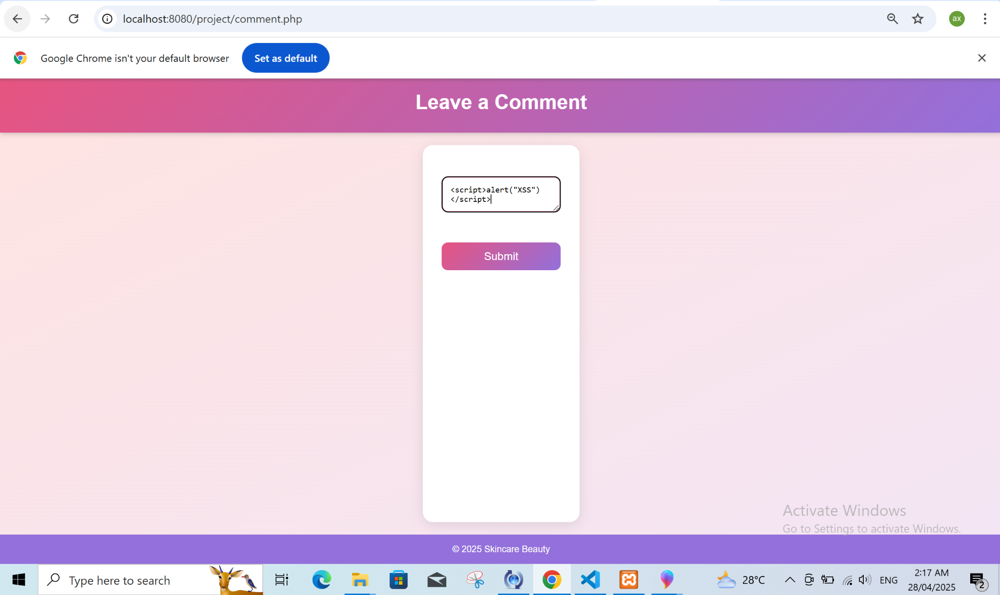 localhost:8080/project/comment.php
ax
Google Chrome isn't your default browser
Set as default
Leave a Comment
<script>alert("XSS")
</script>
Submit
Activate Windows
Go to Settings to activate Windows.
© 2025 Skincare Beauty
Type here to search
28°C
ENG
2:17 AM
28/04/2025
2